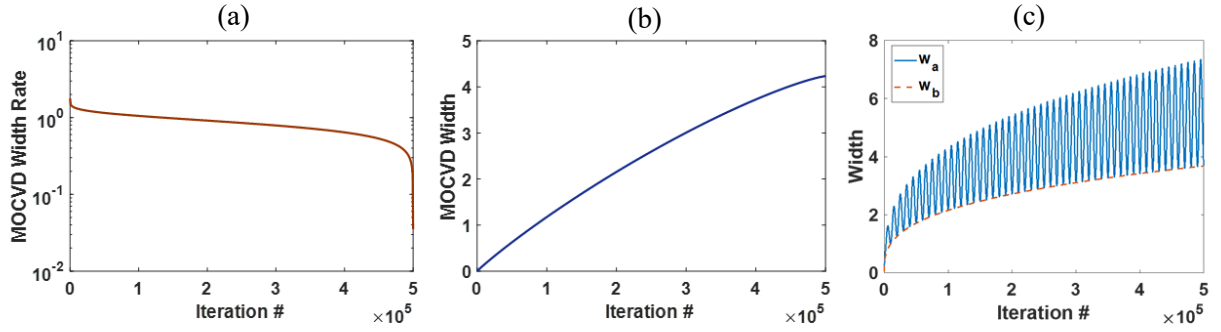 (a)
MOCVD Width Rate
10^1
10^0
10^-1
10^-2
0 1 2 3 4 5
Iteration #
×10^5
(b)
MOCVD Width
5
4
3
2
1
0
0 1 2 3 4 5
Iteration #
×10^5
(c)
Width
8
6
4
2
0
w_a
w_b
0 1 2 3 4 5
Iteration #
×10^5